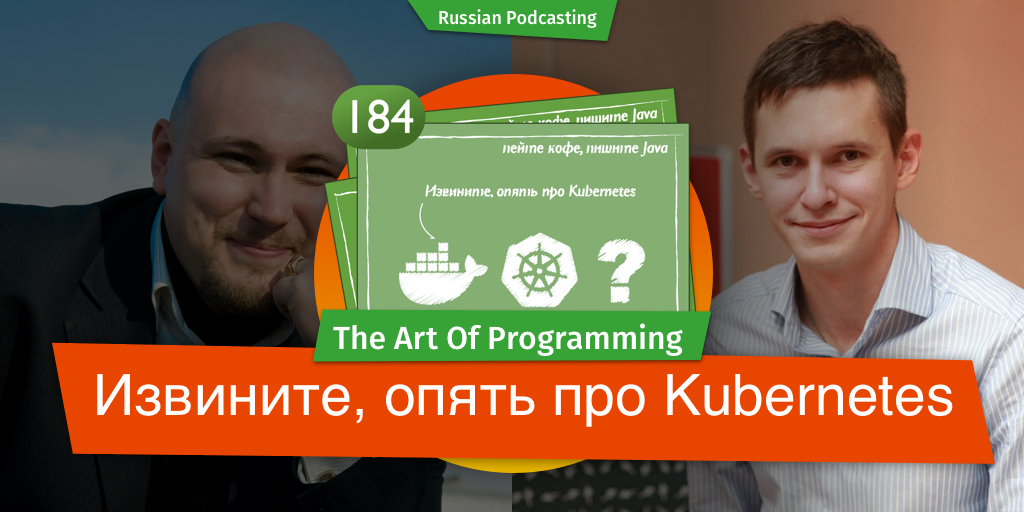 Russian Podcasting
184
кофе, пишите Java
пейте кофе, пишите Java
Извините, опять про Kubernetes
?
The Art Of Programming
Извините, опять про Kubernetes